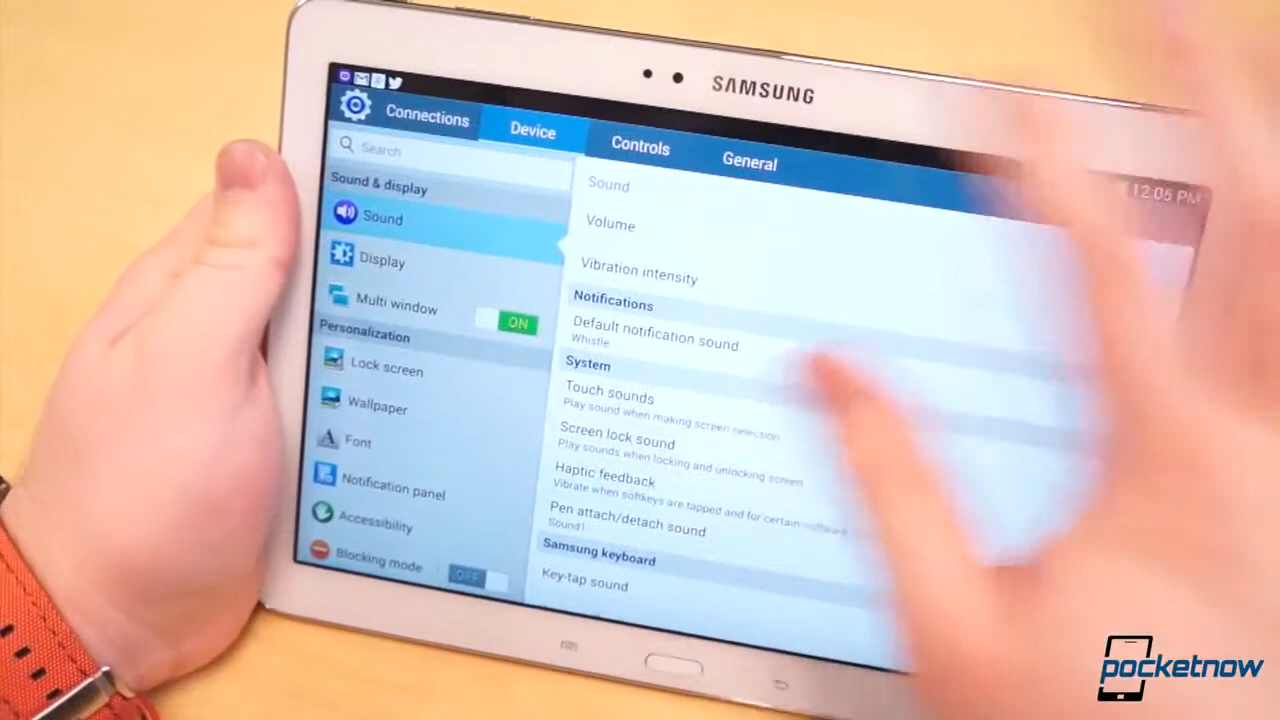 SAMSUNG
12:05 PM
Connections
Device
Controls
General
Search
Sound & display
Sound
Display
Multi window
ON
Personalization
Lock screen
Wallpaper
Font
Notification panel
Accessibility
Blocking mode
OFF
Sound
Volume
Vibration intensity
Notifications
Default notification sound
Whistle
System
Touch sounds
Play sound when making screen selection
Screen lock sound
Play sounds when locking and unlocking screen
Haptic feedback
Vibrate when softkeys are tapped and for certain software
Pen attach/detach sound
Sound1
Samsung keyboard
Key-tap sound
pocketnow